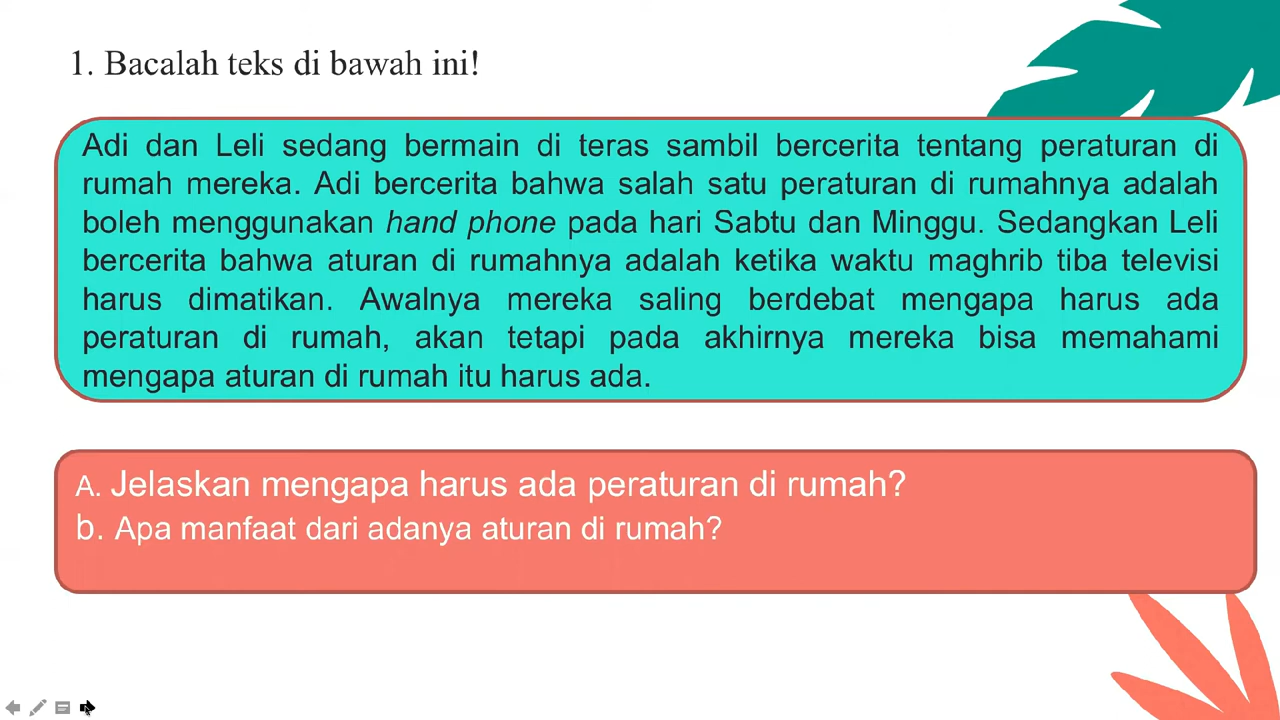 1. Bacalah teks di bawah ini!
Adi dan Leli sedang bermain di teras sambil bercerita tentang peraturan di
rumah mereka. Adi bercerita bahwa salah satu peraturan di rumahnya adalah
boleh menggunakan hand phone pada hari Sabtu dan Minggu. Sedangkan Leli
bercerita bahwa aturan di rumahnya adalah ketika waktu maghrib tiba televisi
harus dimatikan. Awalnya mereka saling berdebat mengapa harus ada
peraturan di rumah, akan tetapi pada akhirnya mereka bisa memahami
mengapa aturan di rumah itu harus ada.
A. Jelaskan mengapa harus ada peraturan di rumah?
b. Apa manfaat dari adanya aturan di rumah?